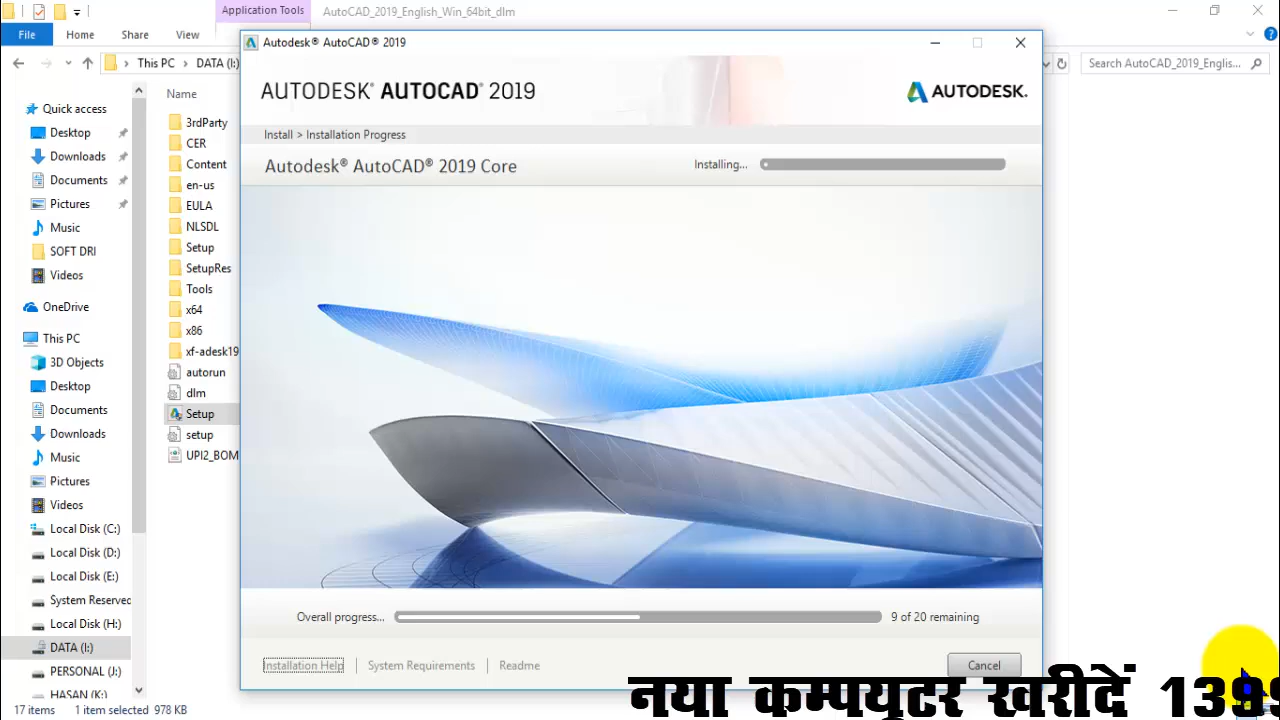 Application Tools
AutoCAD_2019_English_Win_64bit_dlm
File Home Share View
This PC DATA (I:)
Search AutoCAD_2019_Englis...
Quick access
Desktop
Downloads
Documents
Pictures
Music
SOFT DRI
Videos
OneDrive
This PC
3D Objects
Desktop
Documents
Downloads
Music
Pictures
Videos
Local Disk (C:)
Local Disk (D:)
Local Disk (E:)
System Reserved
Local Disk (H:)
DATA (I:)
PERSONAL (J:)
HASAN (K:)
Name
3rdParty
CER
Content
en-us
EULA
NLSDL
Setup
SetupRes
Tools
x64
x86
xf-adesk19
autorun
dlm
Setup
setup
UPI2_BOM
17 items 1 item selected 978 KB
Autodesk® AutoCAD® 2019
AUTODESK® AUTOCAD® 2019
AUTODESK.
Install > Installation Progress
Autodesk® AutoCAD® 2019 Core
Installing...
Overall progress... 9 of 20 remaining
Installation Help System Requirements Readme
Cancel
नया कम्पयूटर खरीदें 139